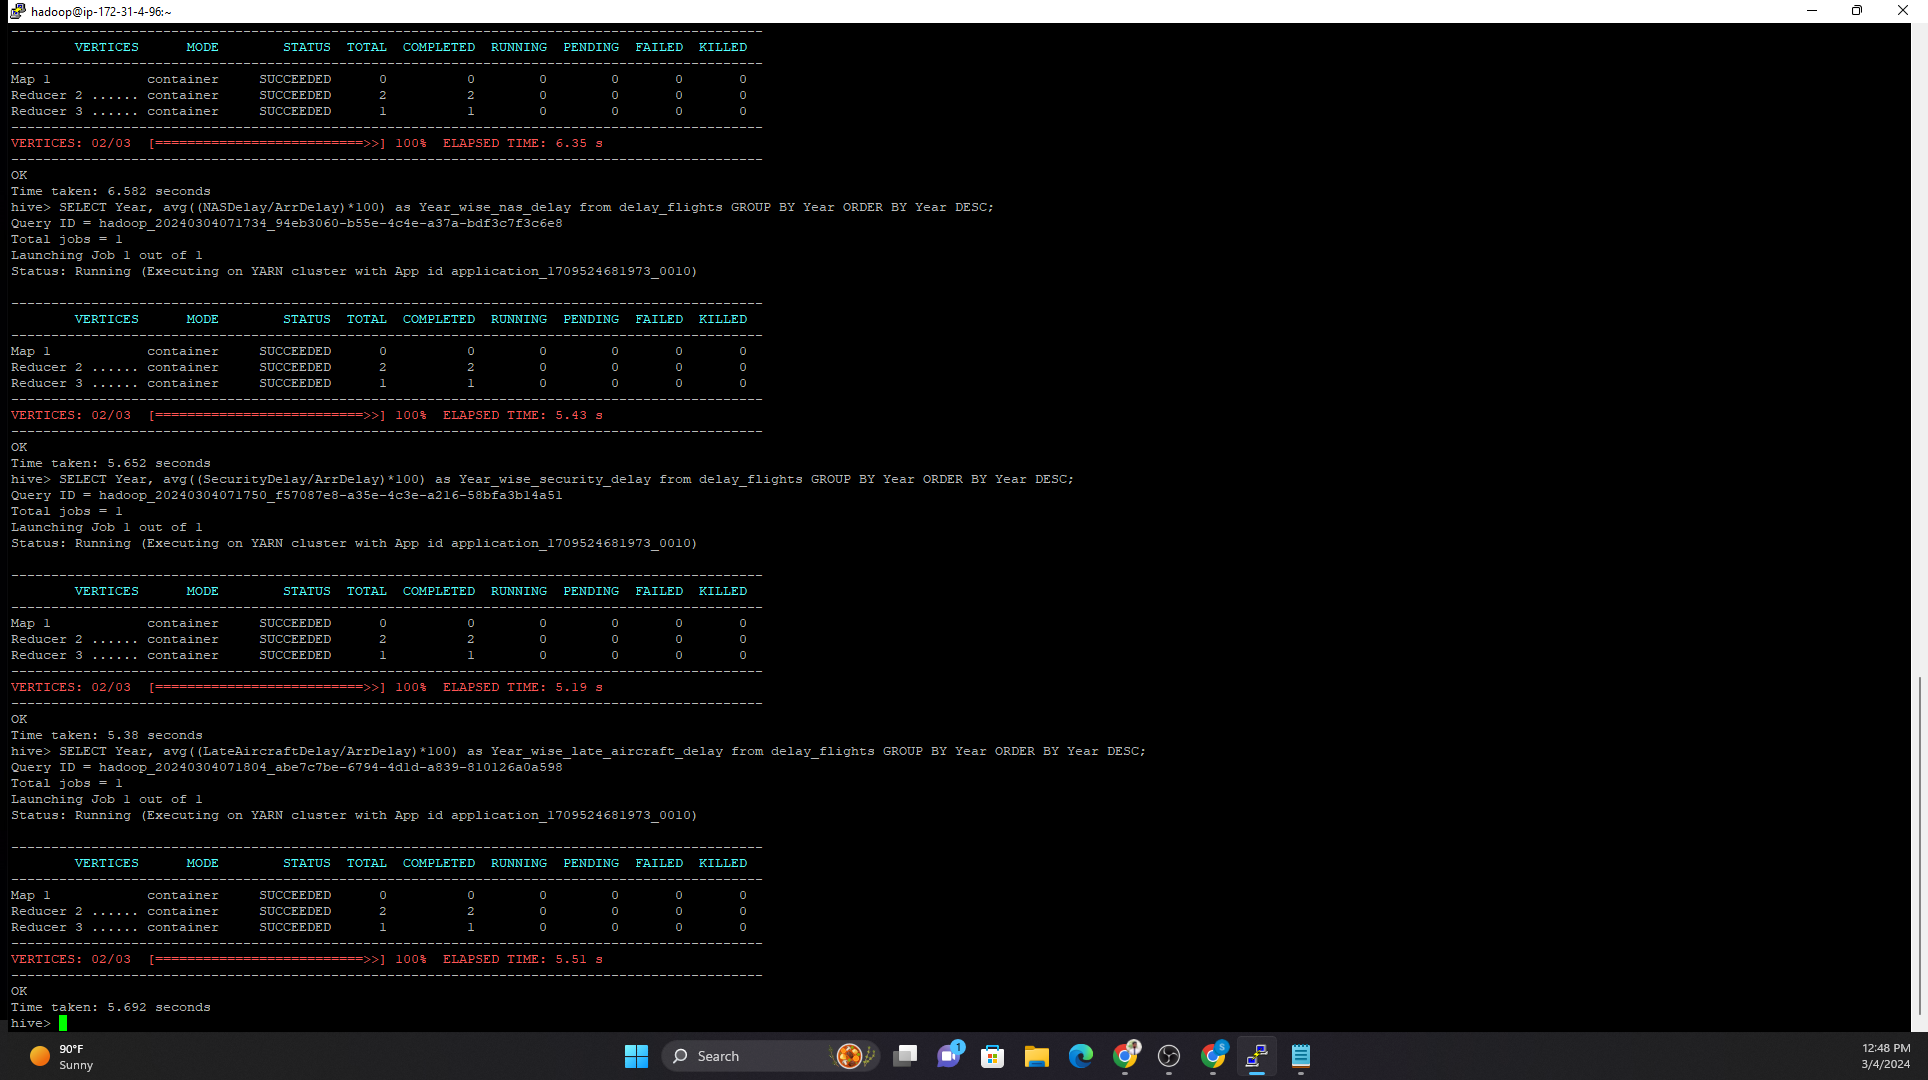 hadoop@ip-172-31-4-96:~
----------------------------------------------------------------------------------------------
VERTICES MODE STATUS TOTAL COMPLETED RUNNING PENDING FAILED KILLED
----------------------------------------------------------------------------------------------
Map 1 container SUCCEEDED 0 0 0 0 0 0
Reducer 2 ...... container SUCCEEDED 2 2 0 0 0 0
Reducer 3 ...... container SUCCEEDED 1 1 0 0 0 0
----------------------------------------------------------------------------------------------
VERTICES: 02/03 [==========================>>] 100% ELAPSED TIME: 6.35 s
----------------------------------------------------------------------------------------------
OK
Time taken: 6.582 seconds
hive> SELECT Year, avg((NASDelay/ArrDelay)*100) as Year_wise_nas_delay from delay_flights GROUP BY Year ORDER BY Year DESC;
Query ID = hadoop_20240304071734_94eb3060-b55e-4c4e-a37a-bdf3c7f3c6e8
Total jobs = 1
Launching Job 1 out of 1
Status: Running (Executing on YARN cluster with App id application_1709524681973_0010)
----------------------------------------------------------------------------------------------
VERTICES MODE STATUS TOTAL COMPLETED RUNNING PENDING FAILED KILLED
----------------------------------------------------------------------------------------------
Map 1 container SUCCEEDED 0 0 0 0 0 0
Reducer 2 ...... container SUCCEEDED 2 2 0 0 0 0
Reducer 3 ...... container SUCCEEDED 1 1 0 0 0 0
----------------------------------------------------------------------------------------------
VERTICES: 02/03 [==========================>>] 100% ELAPSED TIME: 5.43 s
----------------------------------------------------------------------------------------------
OK
Time taken: 5.652 seconds
hive> SELECT Year, avg((SecurityDelay/ArrDelay)*100) as Year_wise_security_delay from delay_flights GROUP BY Year ORDER BY Year DESC;
Query ID = hadoop_20240304071750_f57087e8-a35e-4c3e-a216-58bfa3b14a51
Total jobs = 1
Launching Job 1 out of 1
Status: Running (Executing on YARN cluster with App id application_1709524681973_0010)
----------------------------------------------------------------------------------------------
VERTICES MODE STATUS TOTAL COMPLETED RUNNING PENDING FAILED KILLED
----------------------------------------------------------------------------------------------
Map 1 container SUCCEEDED 0 0 0 0 0 0
Reducer 2 ...... container SUCCEEDED 2 2 0 0 0 0
Reducer 3 ...... container SUCCEEDED 1 1 0 0 0 0
----------------------------------------------------------------------------------------------
VERTICES: 02/03 [==========================>>] 100% ELAPSED TIME: 5.19 s
----------------------------------------------------------------------------------------------
OK
Time taken: 5.38 seconds
hive> SELECT Year, avg((LateAircraftDelay/ArrDelay)*100) as Year_wise_late_aircraft_delay from delay_flights GROUP BY Year ORDER BY Year DESC;
Query ID = hadoop_20240304071804_abe7c7be-6794-4d1d-a839-810126a0a598
Total jobs = 1
Launching Job 1 out of 1
Status: Running (Executing on YARN cluster with App id application_1709524681973_0010)
----------------------------------------------------------------------------------------------
VERTICES MODE STATUS TOTAL COMPLETED RUNNING PENDING FAILED KILLED
----------------------------------------------------------------------------------------------
Map 1 container SUCCEEDED 0 0 0 0 0 0
Reducer 2 ...... container SUCCEEDED 2 2 0 0 0 0
Reducer 3 ...... container SUCCEEDED 1 1 0 0 0 0
----------------------------------------------------------------------------------------------
VERTICES: 02/03 [==========================>>] 100% ELAPSED TIME: 5.51 s
----------------------------------------------------------------------------------------------
OK
Time taken: 5.692 seconds
hive>
90°F
Sunny
Search
1
S
12:48 PM
3/4/2024